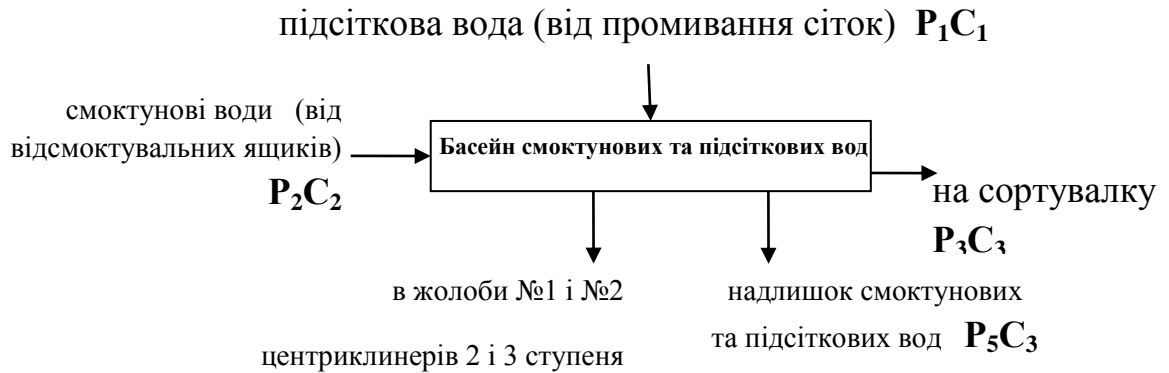 підсіткова вода (від промивання сіток) P₁C₁
смоктунові води (від
відсмоктувальних ящиків)
P₂C₂
Басейн смоктунових та підсіткових вод
на сортувалку
P₃C₃
в жолоби №1 і №2
центриклинерів 2 і 3 ступеня
надлишок смоктунових
та підсіткових вод P₅C₃